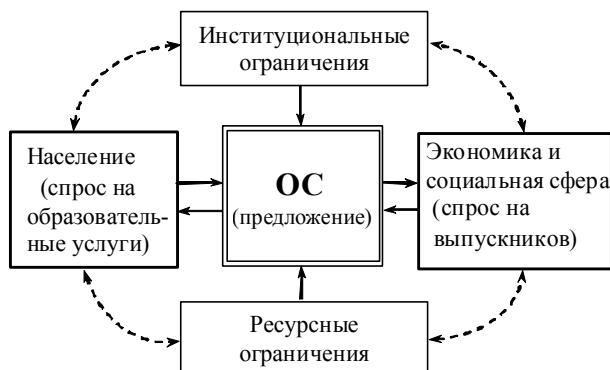 Институциональные
ограничения
Население
(спрос на
образователь-
ные услуги)
ОС
(предложение)
Экономика и
социальная сфера
(спрос на
выпускников)
Ресурсные
ограничения